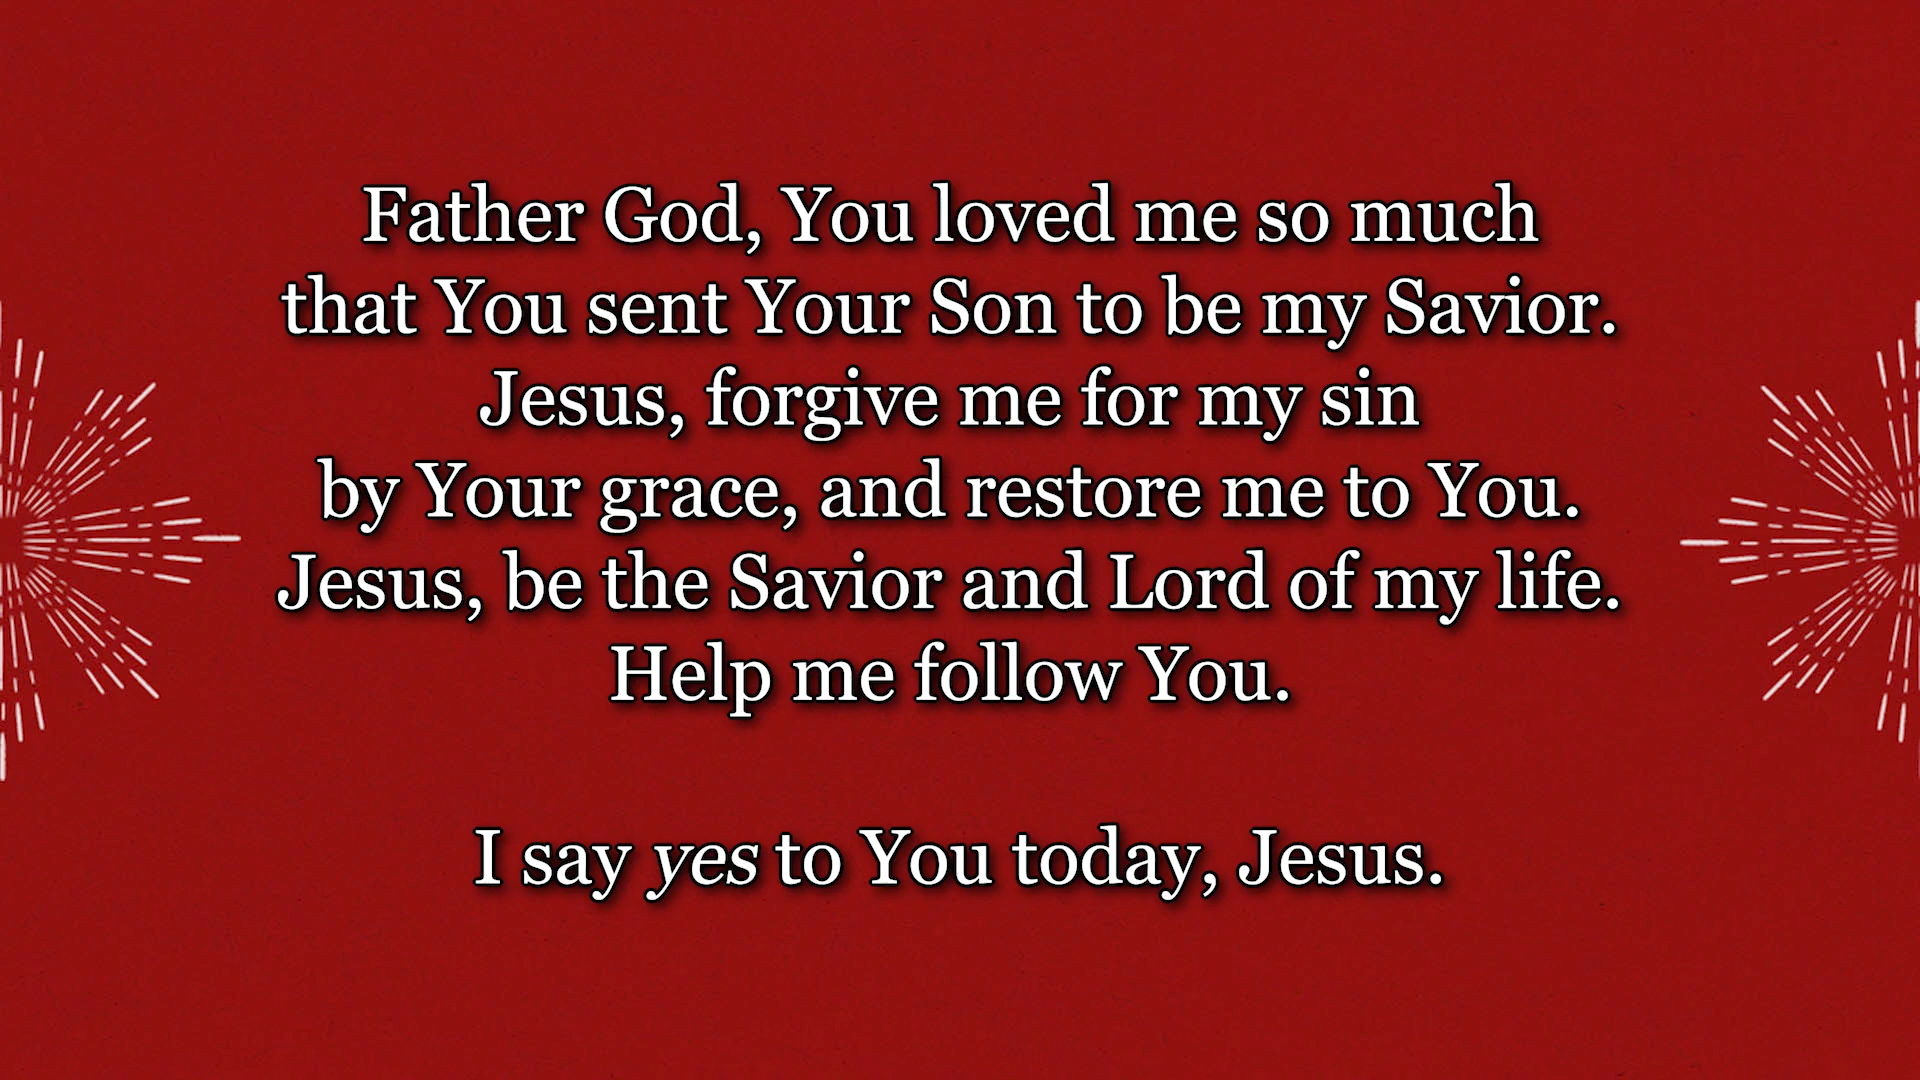 Father God, You loved me so much
that You sent Your Son to be my Savior.
Jesus, forgive me for my sin
by Your grace, and restore me to You.
Jesus, be the Savior and Lord of my life.
Help me follow You.
I say yes to You today, Jesus.